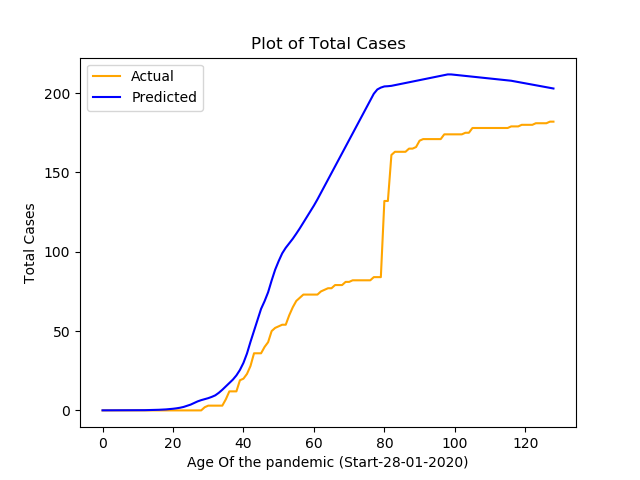 Plot of Total Cases
Actual
Predicted
200
150
100
50
0
Total Cases
0 20 40 60 80 100 120
Age Of the pandemic (Start-28-01-2020)